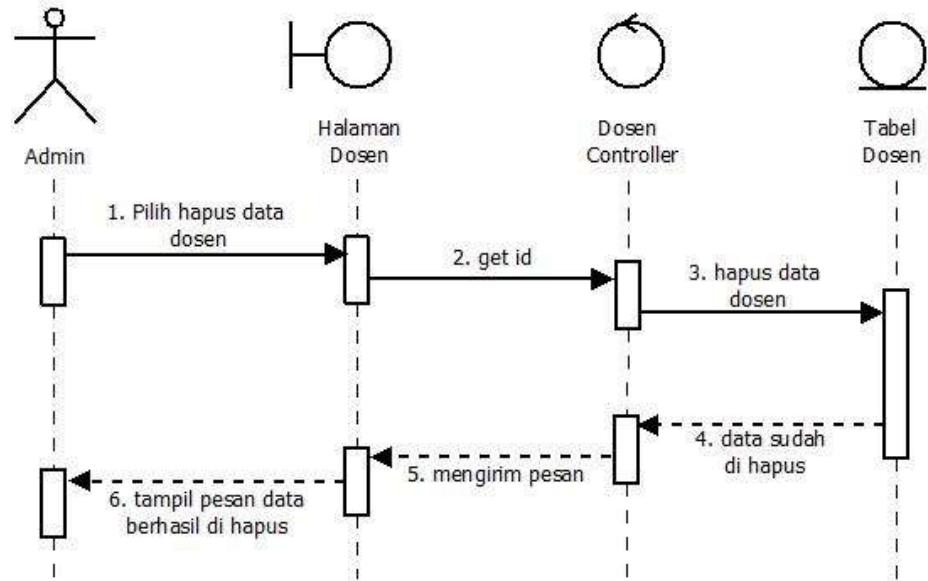 Admin
Halaman
Dosen
Dosen
Controller
Tabel
Dosen
1. Pilih hapus data
dosen
2. get id
3. hapus data
dosen
4. data sudah
di hapus
5. mengirim pesan
6. tampil pesan data
berhasil di hapus